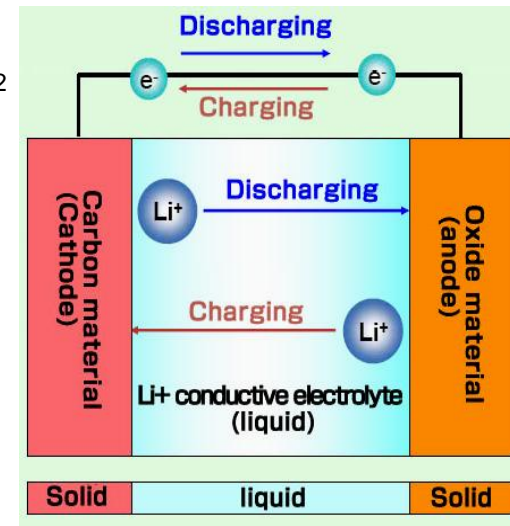 Discharging
2
e-
e-
Charging
Carbon material
(Cathode)
Li+
Discharging
Oxide material
(anode)
Charging
Li+
Li+ conductive electrolyte
(liquid)
Solid
liquid
Solid